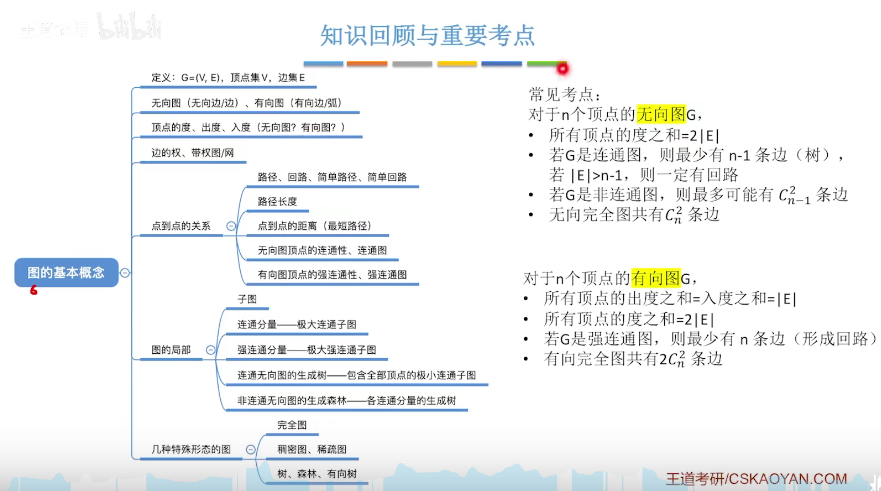 知识回顾与重要考点
定义：G=(V, E)，顶点集V，边集E
无向图（无向边/边）、有向图（有向边/弧）
顶点的度、出度、入度（无向图？有向图？）
边的权、带权图/网
路径、回路、简单路径、简单回路
路径长度
点到点的关系
点到点的距离（最短路径）
无向图顶点的连通性、连通图
有向图顶点的强连通性、强连通图
图的基本概念
子图
连通分量——极大连通子图
图的局部
强连通分量——极大强连通子图
连通无向图的生成树——包含全部顶点的极小连通子图
非连通无向图的生成森林——各连通分量的生成树
完全图
几种特殊形态的图
稠密图、稀疏图
树、森林、有向树
常见考点：
对于n个顶点的无向图G，
• 所有顶点的度之和=2|E|
• 若G是连通图，则最少有 n-1 条边（树），
若 |E|>n-1，则一定有回路
• 若G是非连通图，则最多可能有 $C_{n-1}^2$ 条边
• 无向完全图共有$C_n^2$ 条边
对于n个顶点的有向图G，
• 所有顶点的出度之和=入度之和=|E|
• 所有顶点的度之和=2|E|
• 若G是强连通图，则最少有 n 条边（形成回路）
• 有向完全图共有$2C_n^2$ 条边
王道考研/CSKAOYAN.COM